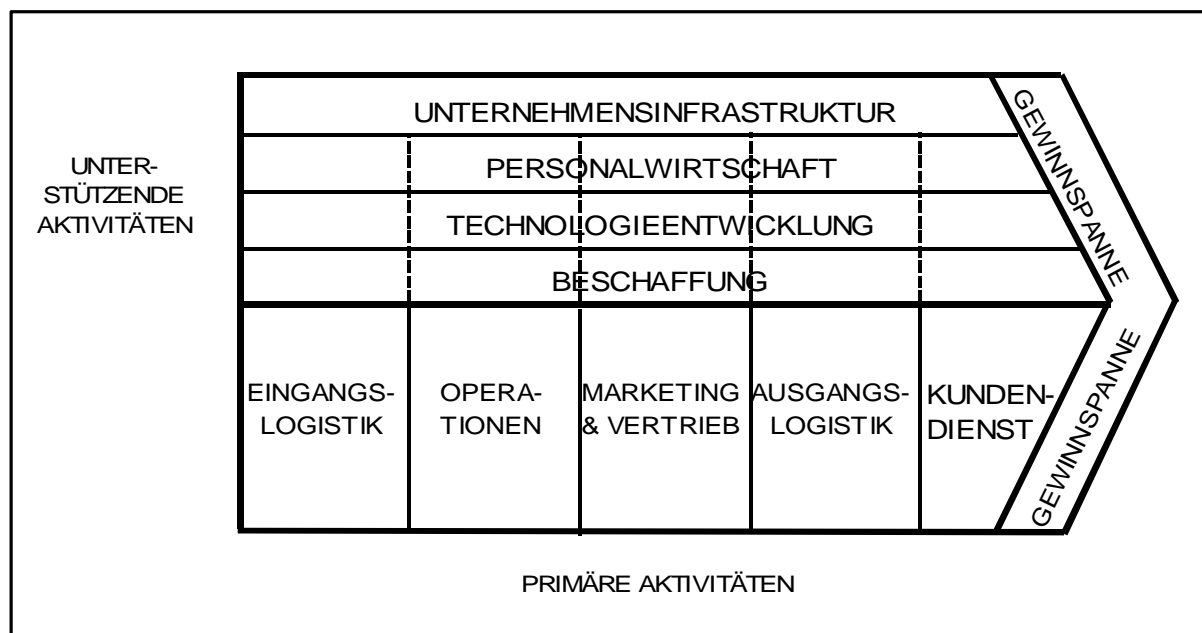 UNTERNEHMENSINFRASTRUKTUR
PERSONALWIRTSCHAFT
TECHNOLOGIEENTWICKLUNG
BESCHAFFUNG
UNTER-
STÜTZENDE
AKTIVITÄTEN
GEWINNSPANNE
GEWINNSPANNE
EINGANGS-
LOGISTIK
OPERA-
TIONEN
MARKETING
& VERTRIEB
AUSGANGS-
LOGISTIK
KUNDEN-
DIENST
PRIMÄRE AKTIVITÄTEN